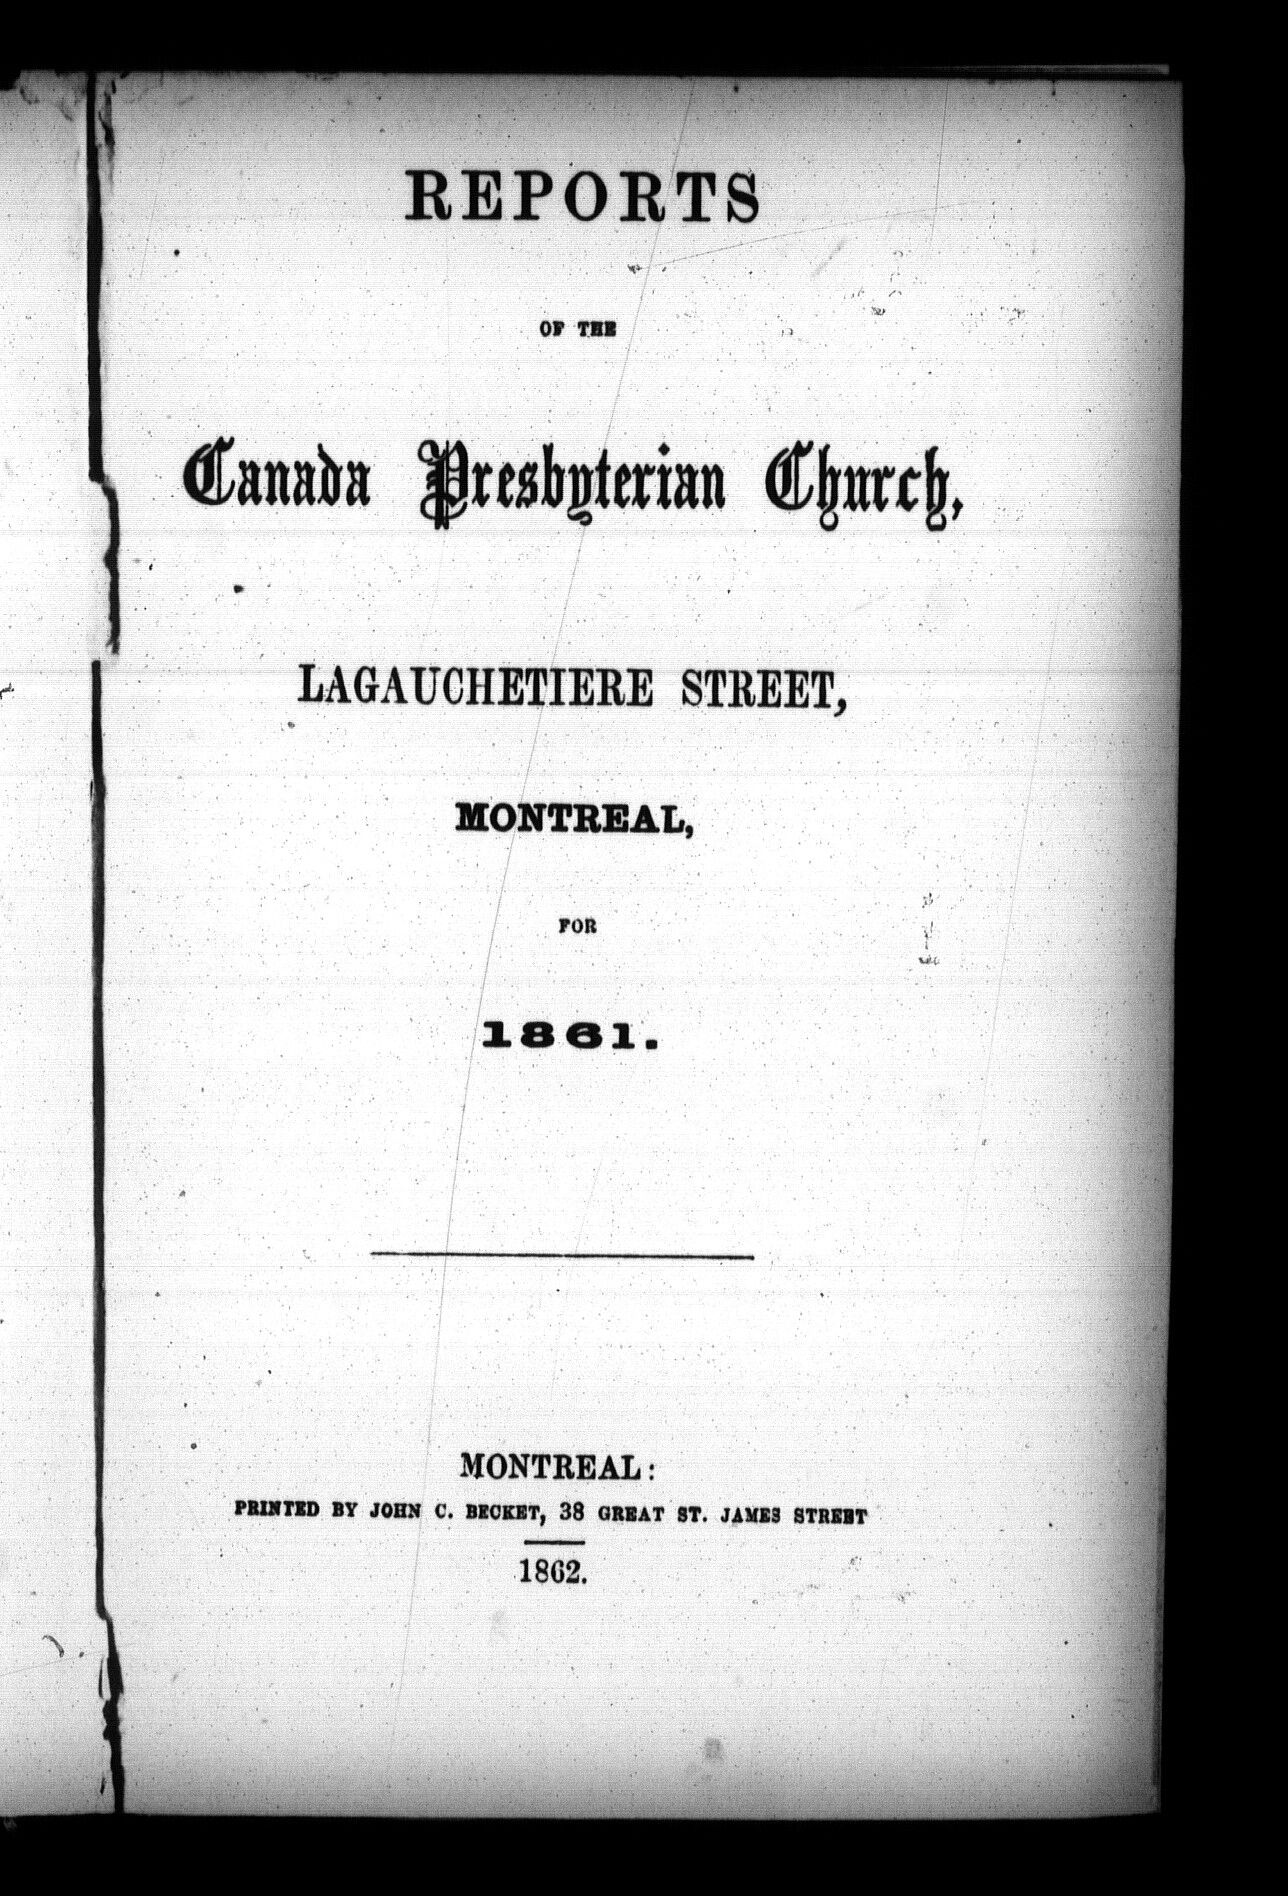 REPORTS
OF THE
Canada Presbyterian Church,
LAGAUCHETIERE STREET,
MONTREAL,
FOR
1861.
MONTREAL:
PRINTED BY JOHN C. BECKET, 38 GREAT ST. JAMES STREET
1862.